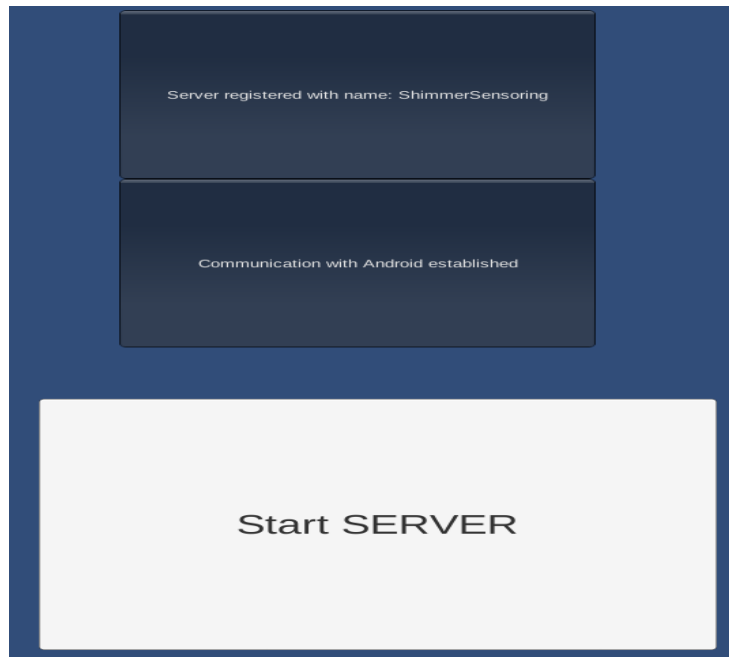 Server registered with name: ShimmerSensoring
Communication with Android established
Start SERVER